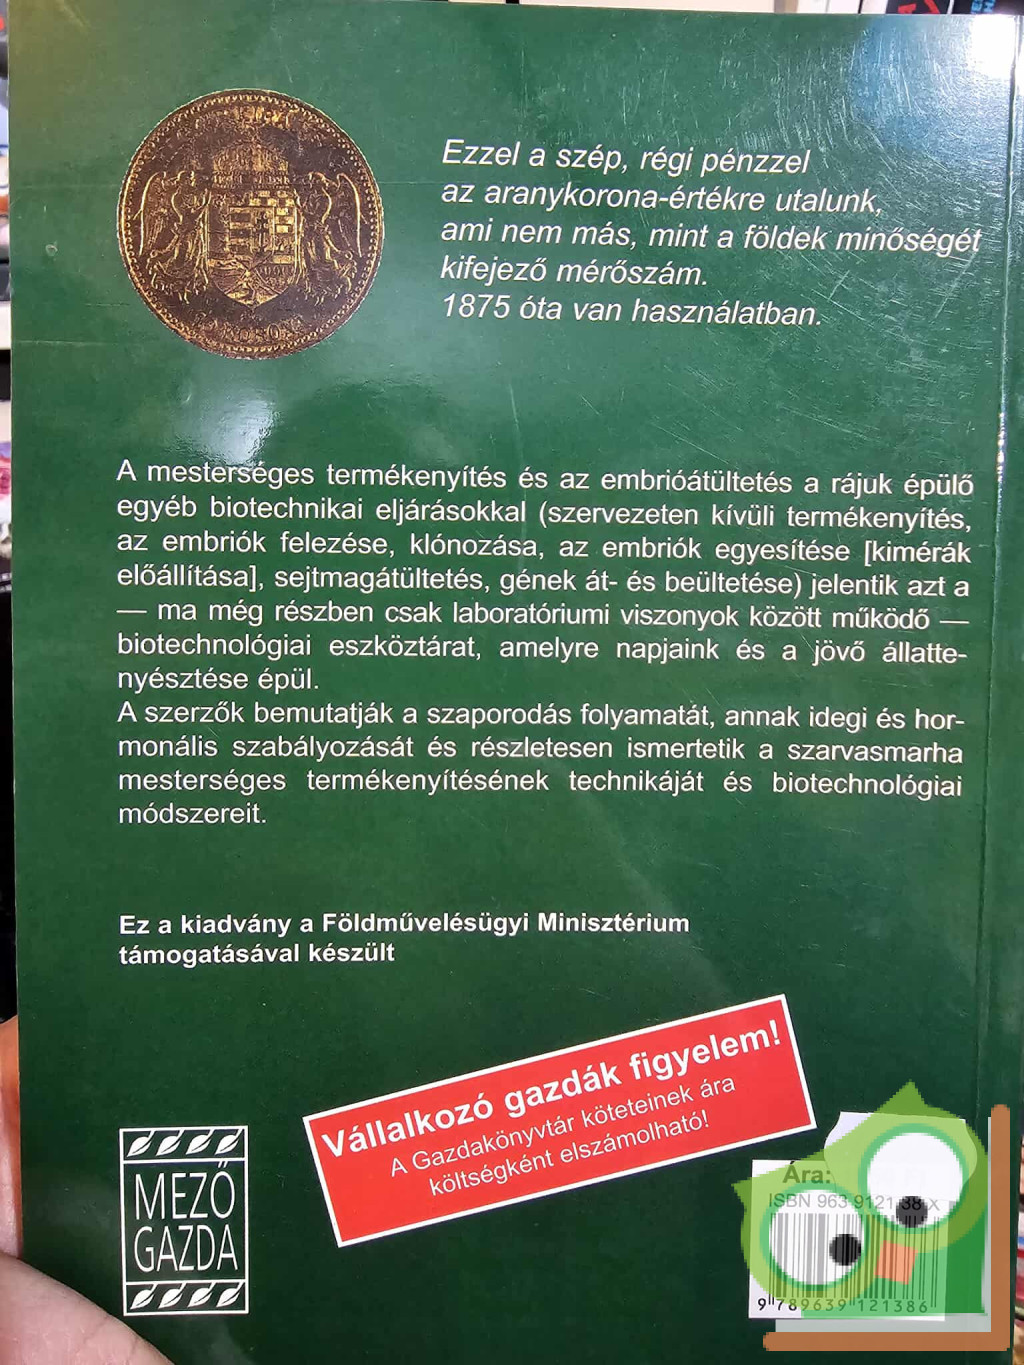 Ezzel a szép, régi pénzzel
az aranykorona-értékre utalunk,
ami nem más, mint a földek minőségét
kifejező mérőszám.
1875 óta van használatban.
A mesterséges termékenyítés és az embrióátültetés a rájuk épülő
egyéb biotechnikai eljárásokkal (szervezeten kívüli termékenyítés,
az embriók felezése, klónozása, az embriók egyesítése [kimérák
előállítása], sejtmagátültetés, gének át- és beültetése) jelentik azt a
— ma még részben csak laboratóriumi viszonyok között működő —
biotechnológiai eszköztárat, amelyre napjaink és a jövő állatte-
nyésztése épül.
A szerzők bemutatják a szaporodás folyamatát, annak idegi és hor-
monális szabályozását és részletesen ismertetik a szarvasmarha
mesterséges termékenyítésének technikáját és biotechnológiai
módszereit.
Ez a kiadvány a Földművelésügyi Minisztérium
támogatásával készült
Vállalkozó gazdák figyelem!
A Gazdakönyvtár köteteinek ára
költségként elszámolható!
MEZŐ
GAZDA
Ára:
ISBN 963 9121 38 X
9 789639 121386